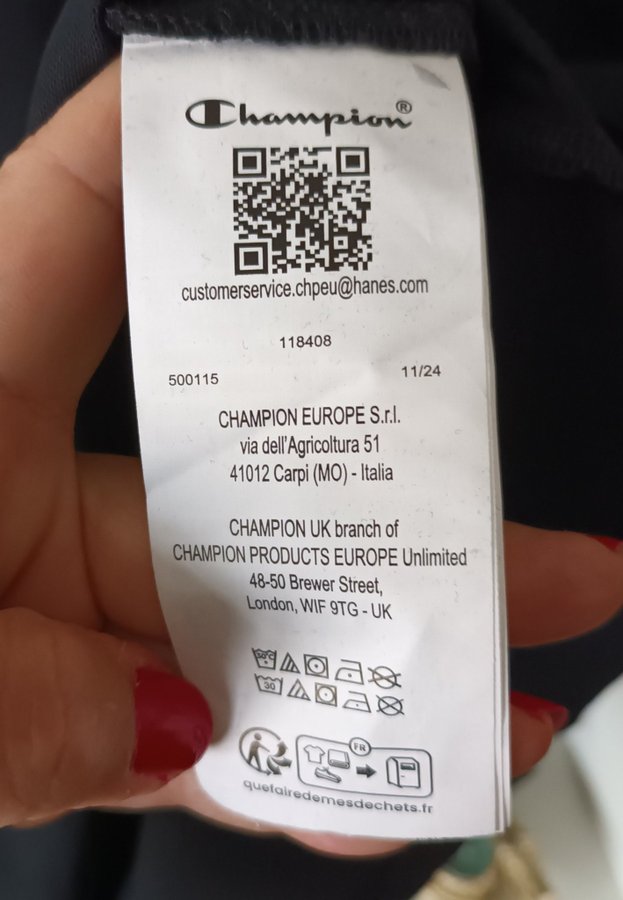 Champion®
customerservice.chpeu@hanes.com
118408
500115 11/24
CHAMPION EUROPE S.r.l.
via dell'Agricoltura 51
41012 Carpi (MO) - Italia
CHAMPION UK branch of
CHAMPION PRODUCTS EUROPE Unlimited
48-50 Brewer Street,
London, WIF 9TG - UK
30°C
30
FR
quefairedemesdechets.fr